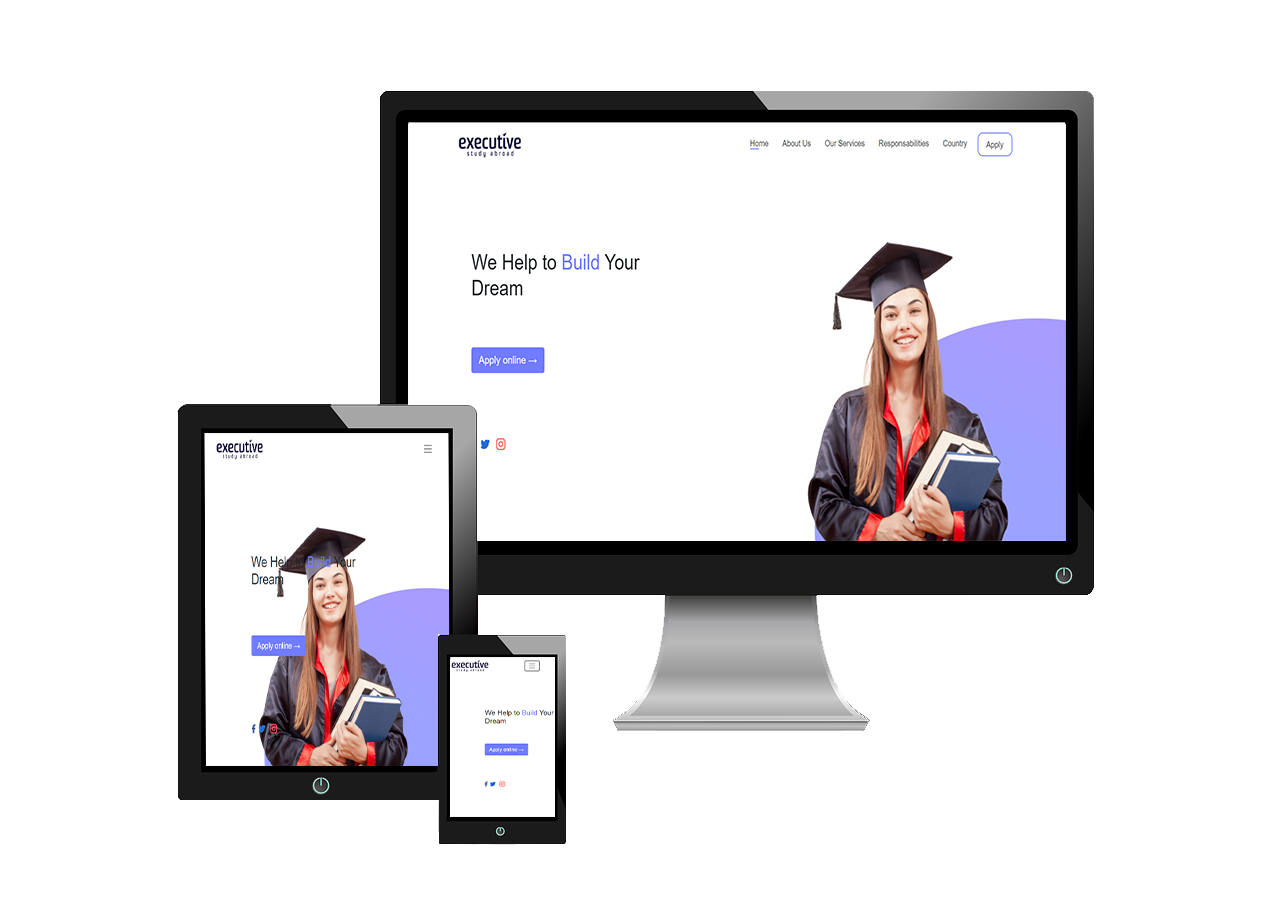 executive
study abroad
Home About Us Our Services Responsabilities Country Apply
We Help to Build Your
Dream
Apply online →
executive
study abroad
We Help to Build Your
Dream
Apply online →
executive
study abroad
We Help to Build Your
Dream
Apply online →